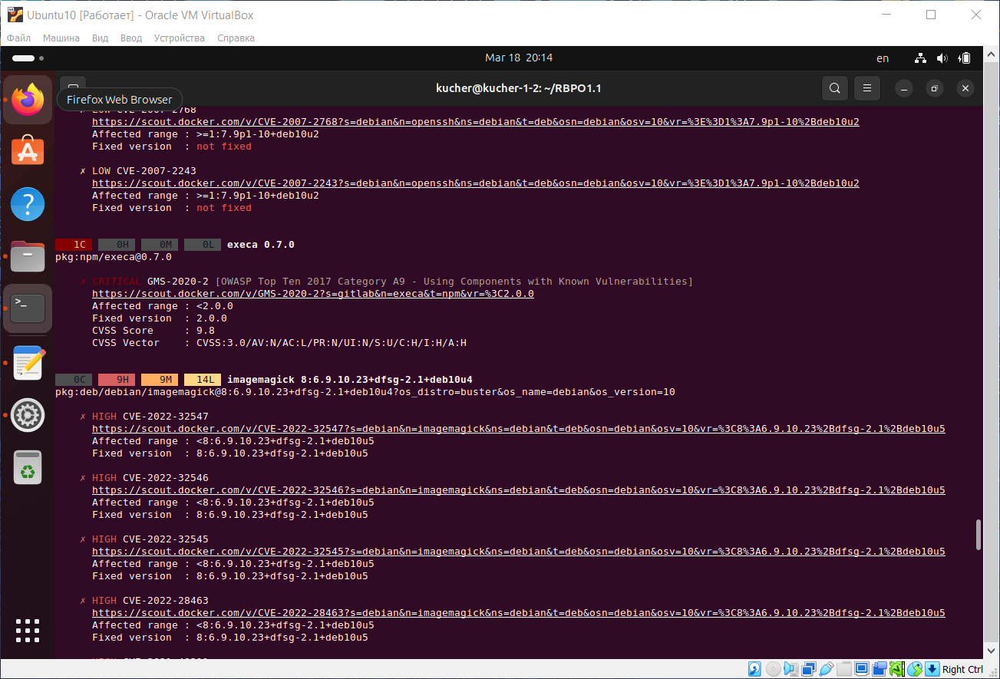 Ubuntu10 [Работает] - Oracle VM VirtualBox
Файл Машина Вид Ввод Устройства Справка
Mar 18 20:14
en
kucher@kucher-1-2: ~/RBPO1.1
Firefox Web Browser
✗ LOW CVE-2007-2768
https://scout.docker.com/v/CVE-2007-2768?s=debian&n=openssh&ns=debian&t=deb&osn=debian&osv=10&vr=%3E%3D1%3A7.9p1-10%2Bdeb10u2
Affected range : >=1:7.9p1-10+deb10u2
Fixed version : not fixed
✗ LOW CVE-2007-2243
https://scout.docker.com/v/CVE-2007-2243?s=debian&n=openssh&ns=debian&t=deb&osn=debian&osv=10&vr=%3E%3D1%3A7.9p1-10%2Bdeb10u2
Affected range : >=1:7.9p1-10+deb10u2
Fixed version : not fixed
1C 0H 0M 0L execa 0.7.0
pkg:npm/execa@0.7.0
✗ CRITICAL GMS-2020-2 [OWASP Top Ten 2017 Category A9 - Using Components with Known Vulnerabilities]
https://scout.docker.com/v/GMS-2020-2?s=gitlab&n=execa&t=npm&vr=%3C2.0.0
Affected range : <2.0.0
Fixed version : 2.0.0
CVSS Score : 9.8
CVSS Vector : CVSS:3.0/AV:N/AC:L/PR:N/UI:N/S:U/C:H/I:H/A:H
0C 9H 9M 14L imagemagick 8:6.9.10.23+dfsg-2.1+deb10u4
pkg:deb/debian/imagemagick@8:6.9.10.23+dfsg-2.1+deb10u4?os_distro=buster&os_name=debian&os_version=10
✗ HIGH CVE-2022-32547
https://scout.docker.com/v/CVE-2022-32547?s=debian&n=imagemagick&ns=debian&t=deb&osn=debian&osv=10&vr=%3C8%3A6.9.10.23%2Bdfsg-2.1%2Bdeb10u5
Affected range : <8:6.9.10.23+dfsg-2.1+deb10u5
Fixed version : 8:6.9.10.23+dfsg-2.1+deb10u5
✗ HIGH CVE-2022-32546
https://scout.docker.com/v/CVE-2022-32546?s=debian&n=imagemagick&ns=debian&t=deb&osn=debian&osv=10&vr=%3C8%3A6.9.10.23%2Bdfsg-2.1%2Bdeb10u5
Affected range : <8:6.9.10.23+dfsg-2.1+deb10u5
Fixed version : 8:6.9.10.23+dfsg-2.1+deb10u5
✗ HIGH CVE-2022-32545
https://scout.docker.com/v/CVE-2022-32545?s=debian&n=imagemagick&ns=debian&t=deb&osn=debian&osv=10&vr=%3C8%3A6.9.10.23%2Bdfsg-2.1%2Bdeb10u5
Affected range : <8:6.9.10.23+dfsg-2.1+deb10u5
Fixed version : 8:6.9.10.23+dfsg-2.1+deb10u5
✗ HIGH CVE-2022-28463
https://scout.docker.com/v/CVE-2022-28463?s=debian&n=imagemagick&ns=debian&t=deb&osn=debian&osv=10&vr=%3C8%3A6.9.10.23%2Bdfsg-2.1%2Bdeb10u5
Affected range : <8:6.9.10.23+dfsg-2.1+deb10u5
Fixed version : 8:6.9.10.23+dfsg-2.1+deb10u5
Right Ctrl